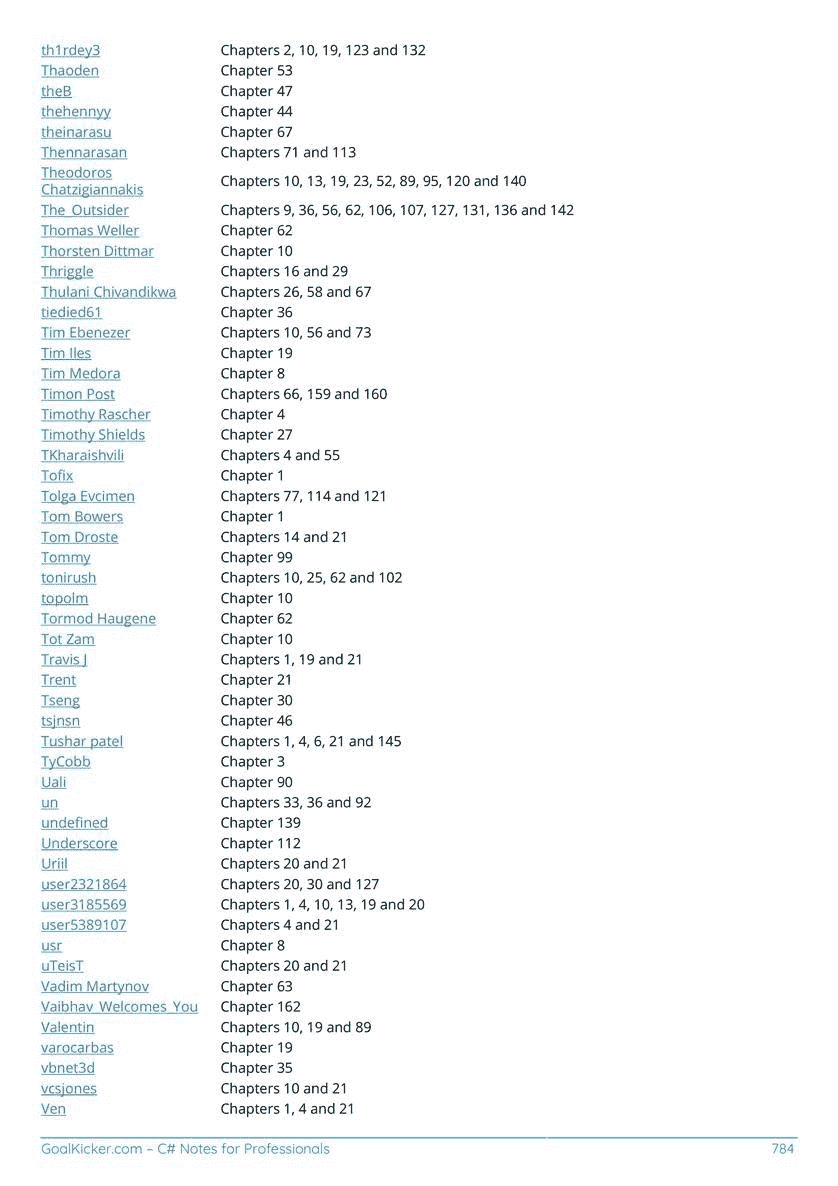 th1rdey3 Chapters 2, 10, 19, 123 and 132
Thaoden Chapter 53
theB Chapter 47
thehennyy Chapter 44
theinarasu Chapter 67
Thennarasan Chapters 71 and 113
Theodoros
Chatzigiannakis Chapters 10, 13, 19, 23, 52, 89, 95, 120 and 140
The_Outsider Chapters 9, 36, 56, 62, 106, 107, 127, 131, 136 and 142
Thomas Weller Chapter 62
Thorsten Dittmar Chapter 10
Thriggle Chapters 16 and 29
Thulani Chivandikwa Chapters 26, 58 and 67
tiedied61 Chapter 36
Tim Ebenezer Chapters 10, 56 and 73
Tim Iles Chapter 19
Tim Medora Chapter 8
Timon Post Chapters 66, 159 and 160
Timothy Rascher Chapter 4
Timothy Shields Chapter 27
TKharaishvili Chapters 4 and 55
Tofix Chapter 1
Tolga Evcimen Chapters 77, 114 and 121
Tom Bowers Chapter 1
Tom Droste Chapters 14 and 21
Tommy Chapter 99
tonirush Chapters 10, 25, 62 and 102
topolm Chapter 10
Tormod Haugene Chapter 62
Tot Zam Chapter 10
Travis J Chapters 1, 19 and 21
Trent Chapter 21
Tseng Chapter 30
tsjnsn Chapter 46
Tushar patel Chapters 1, 4, 6, 21 and 145
TyCobb Chapter 3
Uali Chapter 90
un Chapters 33, 36 and 92
undefined Chapter 139
Underscore Chapter 112
Uriil Chapters 20 and 21
user2321864 Chapters 20, 30 and 127
user3185569 Chapters 1, 4, 10, 13, 19 and 20
user5389107 Chapters 4 and 21
usr Chapter 8
uTeisT Chapters 20 and 21
Vadim Martynov Chapter 63
Vaibhav_Welcomes_You Chapter 162
Valentin Chapters 10, 19 and 89
varocarbas Chapter 19
vbnet3d Chapter 35
vcsjones Chapters 10 and 21
Ven Chapters 1, 4 and 21
GoalKicker.com – C# Notes for Professionals 784